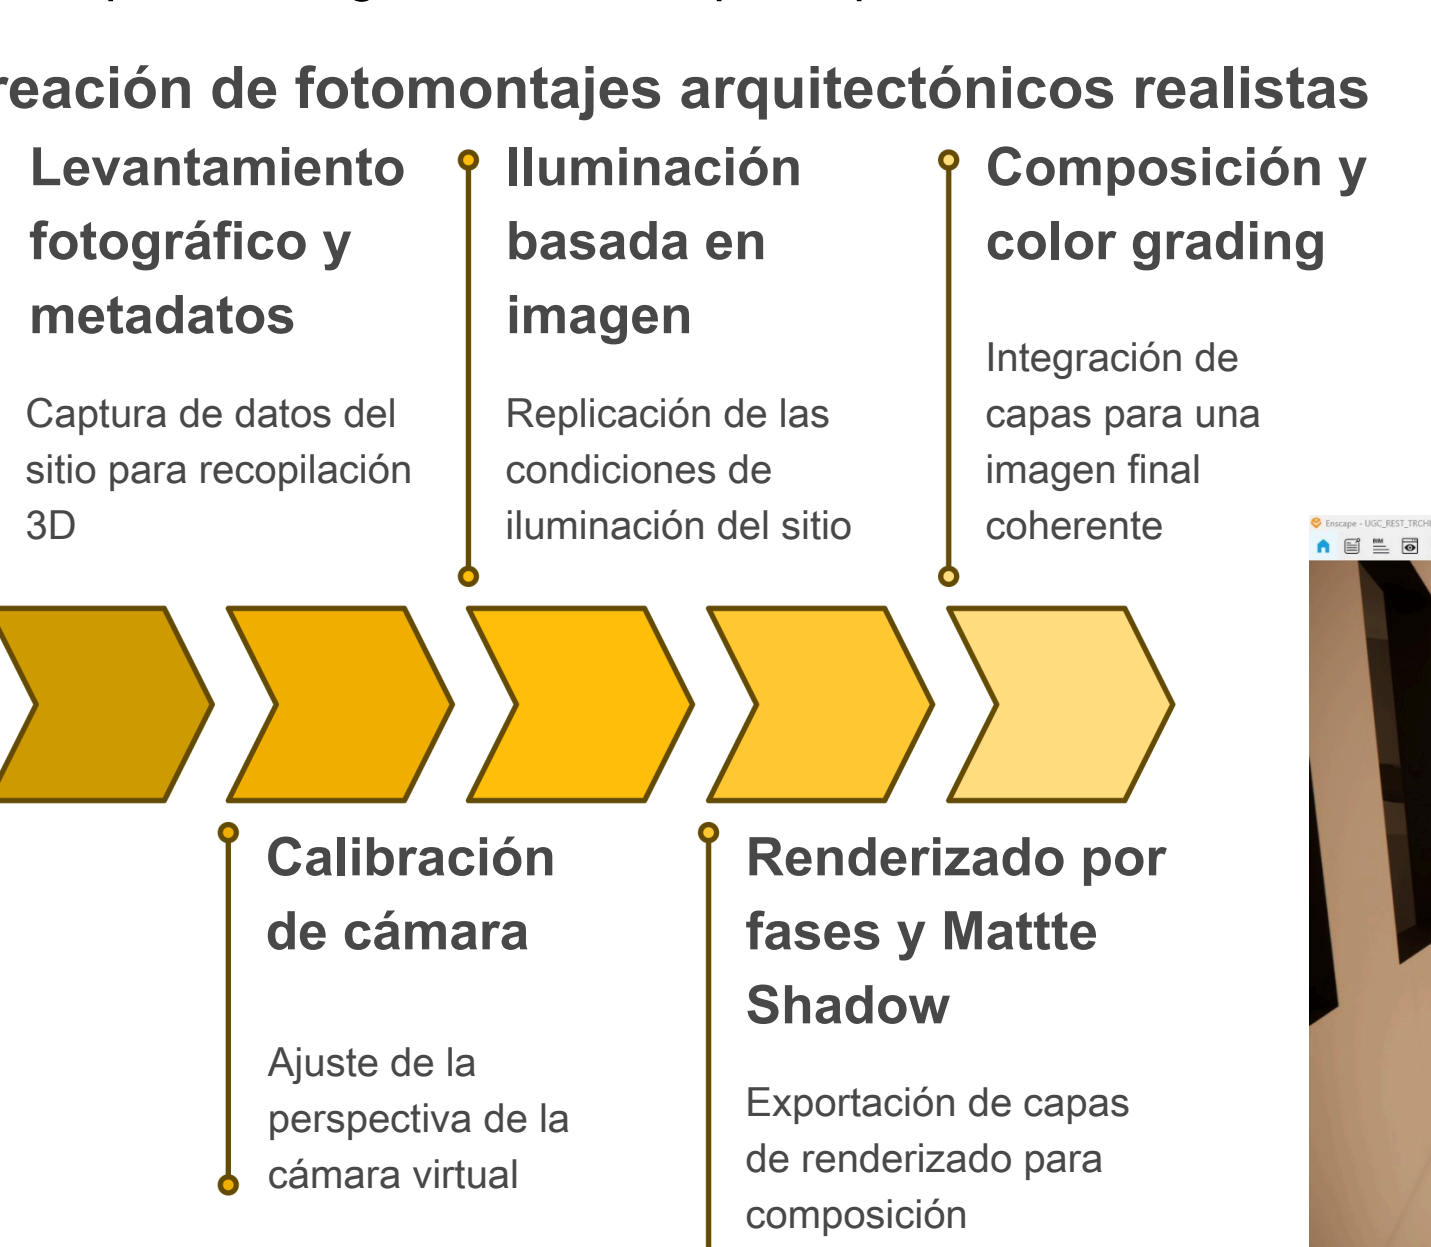 reación de fotomontajes arquitectónicos realistas
Levantamiento
fotográfico y
metadatos
Captura de datos del
sitio para recopilación
3D
Iluminación
basada en
imagen
Replicación de las
condiciones de
iluminación del sitio
Composición y
color grading
Integración de
capas para una
imagen final
coherente
Enscape - UGC_REST_TRCH
BIM
Calibración
de cámara
Ajuste de la
perspectiva de la
cámara virtual
Renderizado por
fases y Mattte
Shadow
Exportación de capas
de renderizado para
composición